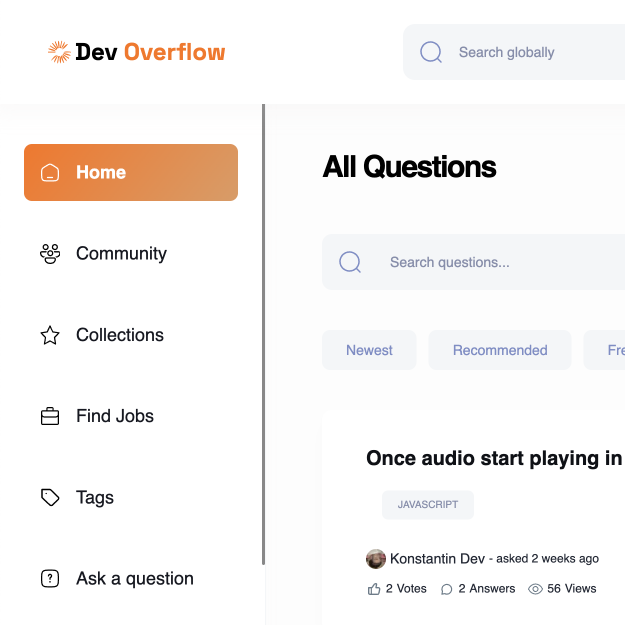 Dev Overflow
Search globally
Home
Community
Collections
Find Jobs
Tags
Ask a question
All Questions
Search questions...
Newest Recommended Fre
Once audio start playing in
JAVASCRIPT
Konstantin Dev - asked 2 weeks ago
2 Votes 2 Answers 56 Views